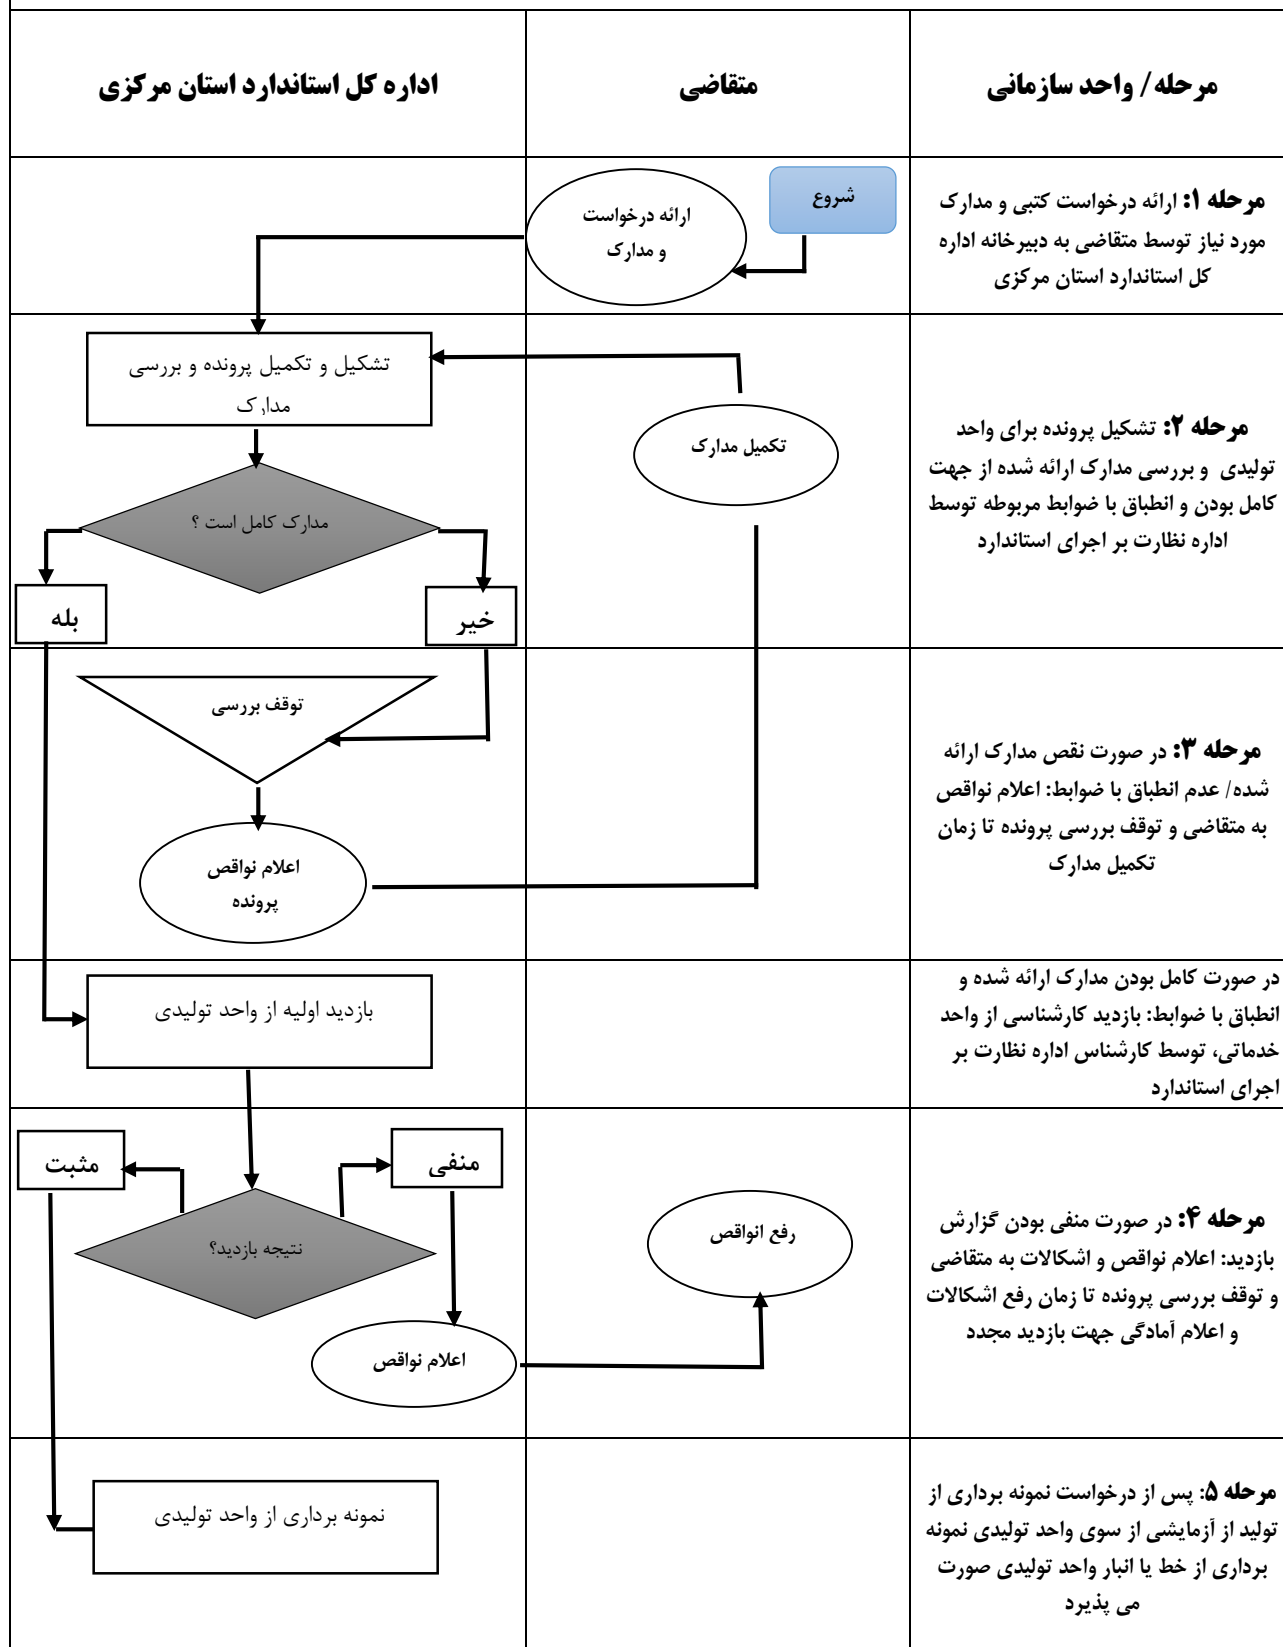 مرحله/ واحد سازمانی
متقاضی
اداره کل استاندارد استان مرکزی
مرحله ۱: ارائه درخواست کتبی و مدارک
مورد نیاز توسط متقاضی به دبیرخانه اداره
کل استاندارد استان مرکزی
شروع
ارائه درخواست
و مدارک
مرحله ۲: تشکیل پرونده برای واحد
تولیدی و بررسی مدارک ارائه شده از جهت
کامل بودن و انطباق با ضوابط مربوطه توسط
اداره نظارت بر اجرای استاندارد
تکمیل مدارک
تشکیل و تکمیل پرونده و بررسی
مدارک
مدارک کامل است ؟
خیر
بله
مرحله ۳: در صورت نقص مدارک ارائه
شده/ عدم انطباق با ضوابط: اعلام نواقص
به متقاضی و توقف بررسی پرونده تا زمان
تکمیل مدارک
توقف بررسی
اعلام نواقص
پرونده
در صورت کامل بودن مدارک ارائه شده و
انطباق با ضوابط: بازدید کارشناسی از واحد
خدماتی، توسط کارشناس اداره نظارت بر
اجرای استاندارد
بازدید اولیه از واحد تولیدی
مرحله ۴: در صورت منفی بودن گزارش
بازدید: اعلام نواقص و اشکالات به متقاضی
و توقف بررسی پرونده تا زمان رفع اشکالات
و اعلام آمادگی جهت بازدید مجدد
رفع انواقص
منفی
مثبت
نتیجه بازدید؟
اعلام نواقص
مرحله ۵: پس از درخواست نمونه برداری از
تولید از آزمایشی از سوی واحد تولیدی نمونه
برداری از خط یا انبار واحد تولیدی صورت
می پذیرد
نمونه برداری از واحد تولیدی